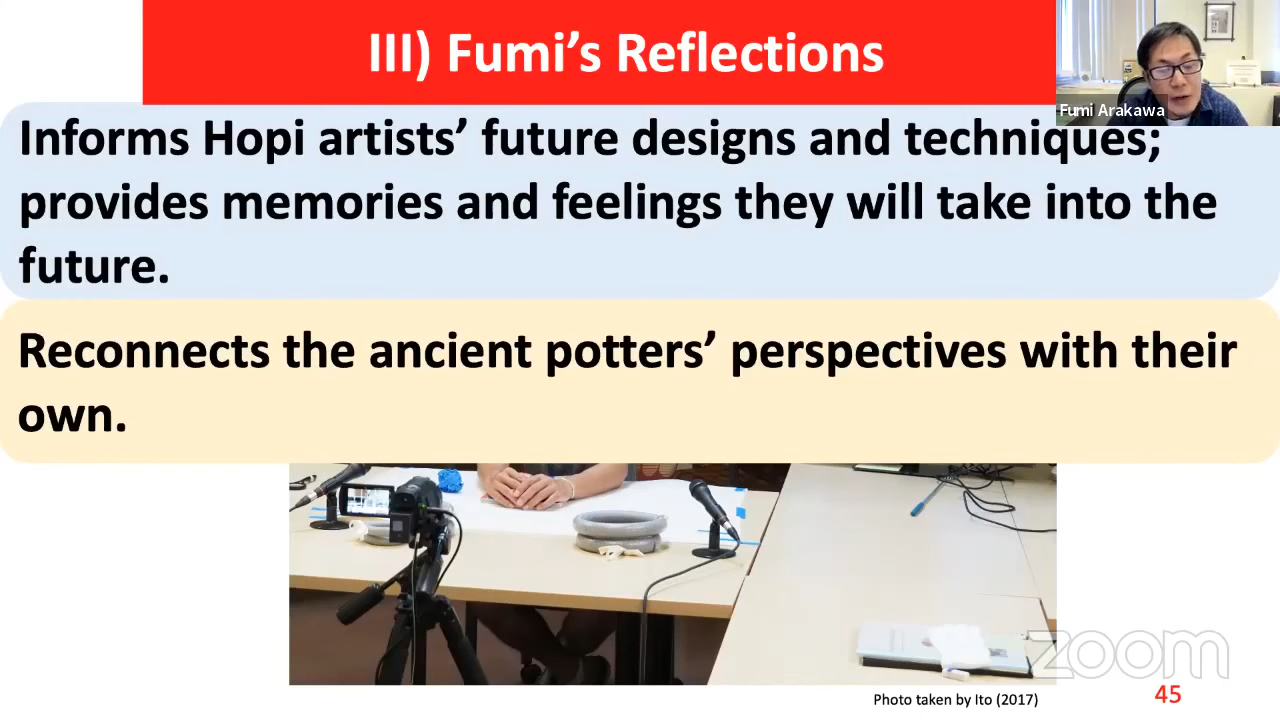 III) Fumi’s Reflections
Fumi Arakawa
Informs Hopi artists’ future designs and techniques;
provides memories and feelings they will take into the
future.
Reconnects the ancient potters’ perspectives with their
own.
zoom
Photo taken by Ito (2017)
45